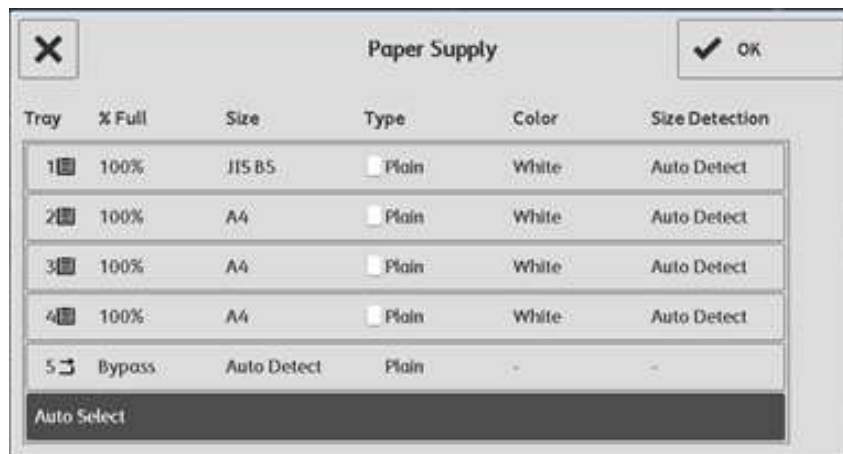 Paper Supply
OK
Tray % Full Size Type Color Size Detection
1 100% JIS B5 Plain White Auto Detect
2 100% A4 Plain White Auto Detect
3 100% A4 Plain White Auto Detect
4 100% A4 Plain White Auto Detect
5 Bypass Auto Detect Plain - -
Auto Select